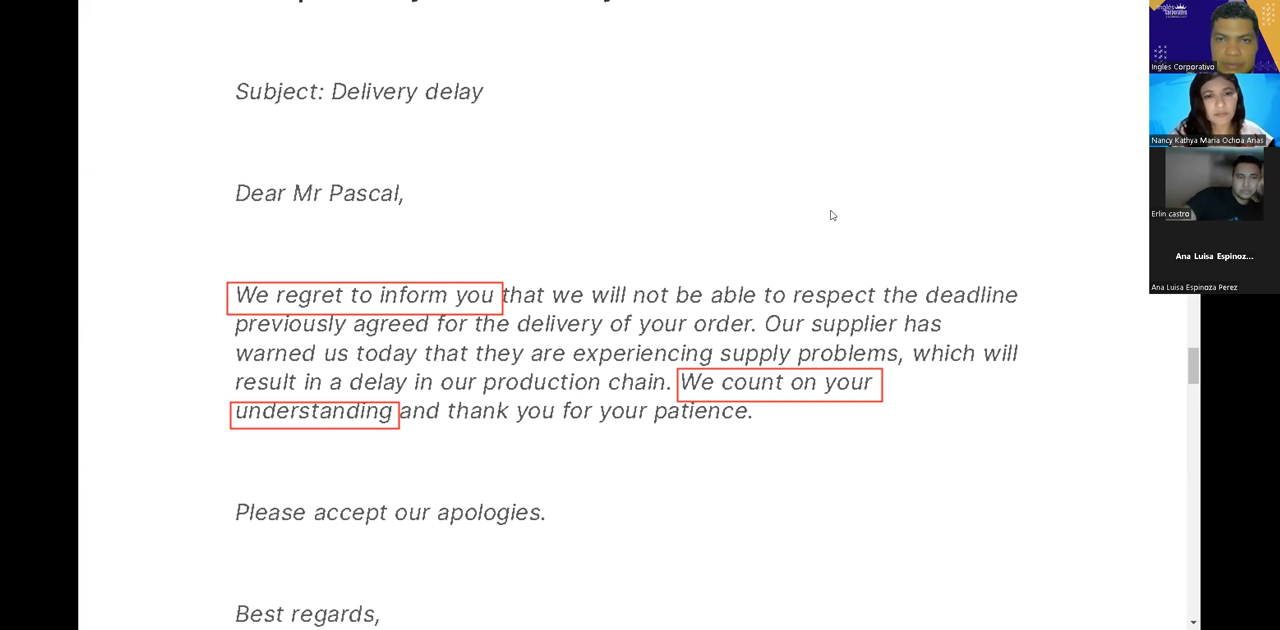 Subject: Delivery delay
Dear Mr Pascal,
We regret to inform you that we will not be able to respect the deadline
previously agreed for the delivery of your order. Our supplier has
warned us today that they are experiencing supply problems, which will
result in a delay in our production chain. We count on your
understanding and thank you for your patience.
Please accept our apologies.
Best regards,
Inglés Corporativo
Nancy Kathya Maria Ochoa Arias
Erlin castro
Ana Luisa Espinoz...
Ana Luisa Espinoza Perez